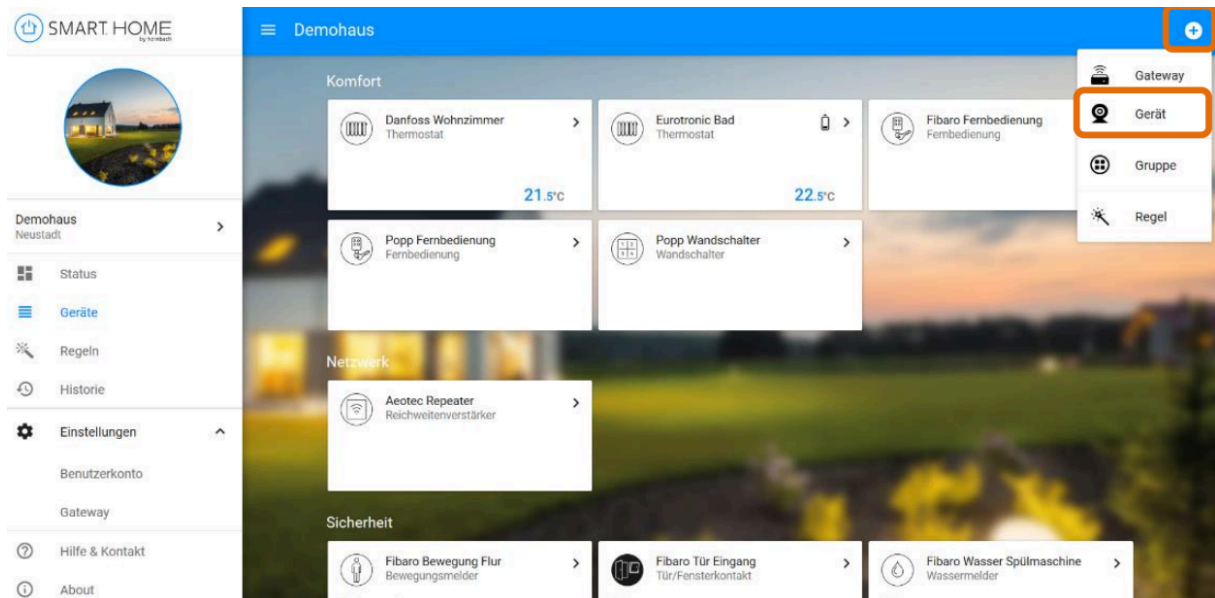 SMART HOME
by hornbach
Demohaus
Neustadt
Status
Geräte
Regeln
Historie
Einstellungen
Benutzerkonto
Gateway
Hilfe & Kontakt
About
Demohaus
Gateway
Gerät
Gruppe
Regel
Komfort
Danfoss Wohnzimmer
Thermostat
21.5°C
Eurotronic Bad
Thermostat
22.5°C
Fibaro Fernbedienung
Fernbedienung
Popp Fernbedienung
Fernbedienung
Popp Wandschalter
Wandschalter
Netzwerk
Aeotec Repeater
Reichweitenverstärker
Sicherheit
Fibaro Bewegung Flur
Bewegungsmelder
Fibaro Tür Eingang
Tür/Fensterkontakt
Fibaro Wasser Spülmaschine
Wassermelder